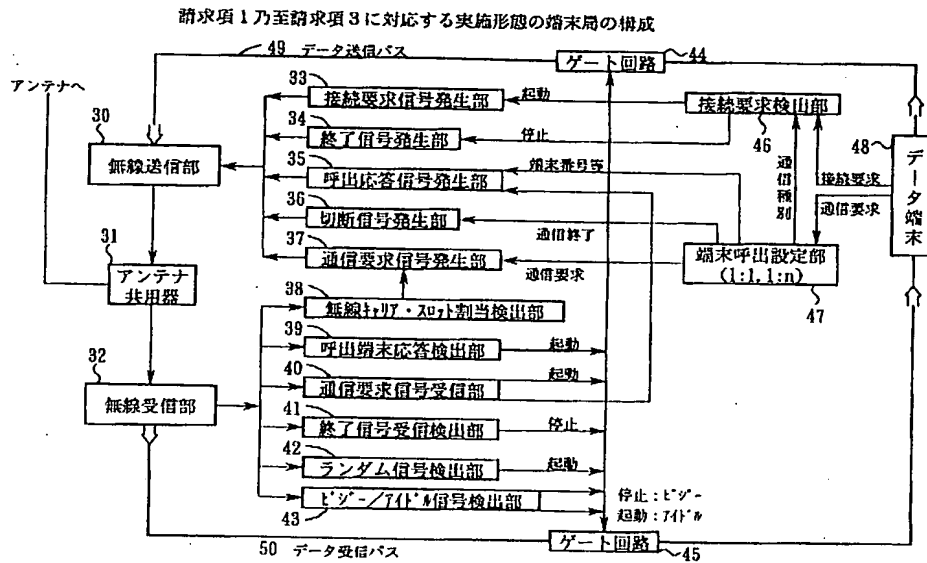 請求項1乃至請求項3に対応する実施形態の端末局の構成
49 データ送信バス
ゲート回路
44
アンテナへ
33
接続要求信号発生部
起動
接続要求検出部
46
30
無線送信部
34
終了信号発生部
停止
48
データ端末
35
呼出応答信号発生部
端末番号等
通信種別
接続要求
通信要求
36
切断信号発生部
通信終了
31
アンテナ共用器
37
通信要求信号発生部
通信要求
端末呼出設定部
(1:1, 1:n)
47
38
無線キャリア・スロット割当検出部
39
呼出端末応答検出部
起動
32
無線受信部
40
通信要求信号受信部
起動
41
終了信号受信検出部
停止
42
ランダム信号検出部
起動
ビジー/アイドル信号検出部
43
停止:ビジー
起動:アイドル
50 データ受信バス
ゲート回路
45